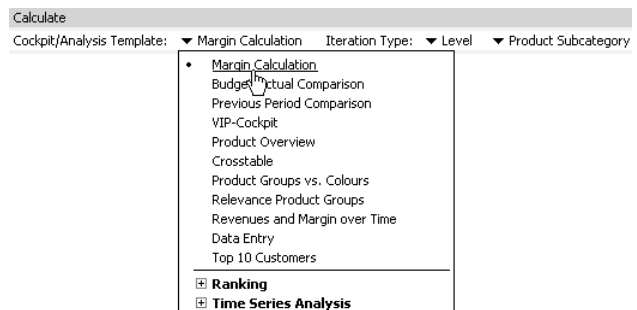 Calculate
Cockpit/Analysis Template: Margin Calculation Iteration Type: Level Product Subcategory
Margin Calculation
Budget Actual Comparison
Previous Period Comparison
VIP-Cockpit
Product Overview
Crosstable
Product Groups vs. Colours
Relevance Product Groups
Revenues and Margin over Time
Data Entry
Top 10 Customers
Ranking
Time Series Analysis